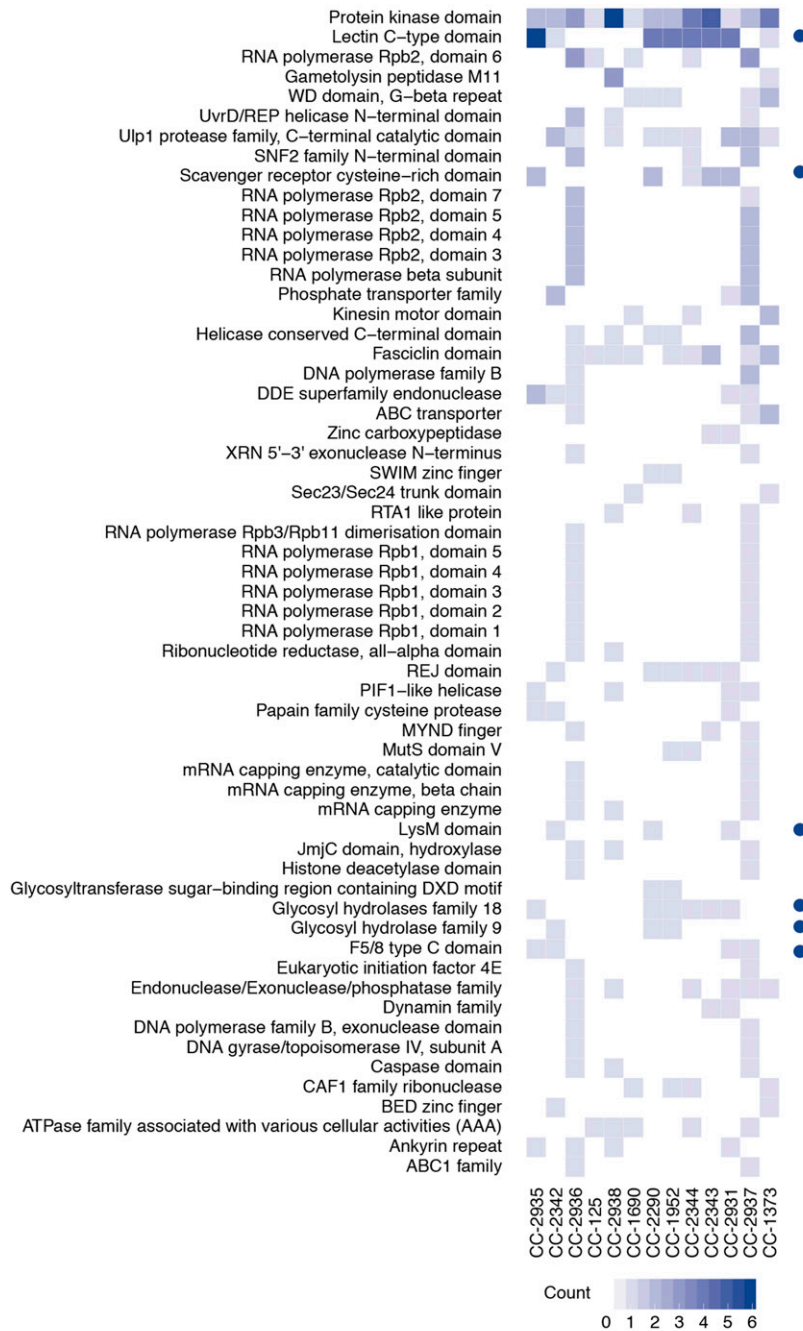 Protein kinase domain
Lectin C−type domain
RNA polymerase Rpb2, domain 6
Gametolysin peptidase M11
WD domain, G−beta repeat
UvrD/REP helicase N−terminal domain
Ulp1 protease family, C−terminal catalytic domain
SNF2 family N−terminal domain
Scavenger receptor cysteine−rich domain
RNA polymerase Rpb2, domain 7
RNA polymerase Rpb2, domain 5
RNA polymerase Rpb2, domain 4
RNA polymerase Rpb2, domain 3
RNA polymerase beta subunit
Phosphate transporter family
Kinesin motor domain
Helicase conserved C−terminal domain
Fasciclin domain
DNA polymerase family B
DDE superfamily endonuclease
ABC transporter
Zinc carboxypeptidase
XRN 5'−3' exonuclease N−terminus
SWIM zinc finger
Sec23/Sec24 trunk domain
RTA1 like protein
RNA polymerase Rpb3/Rpb11 dimerisation domain
RNA polymerase Rpb1, domain 5
RNA polymerase Rpb1, domain 4
RNA polymerase Rpb1, domain 3
RNA polymerase Rpb1, domain 2
RNA polymerase Rpb1, domain 1
Ribonucleotide reductase, all−alpha domain
REJ domain
PIF1−like helicase
Papain family cysteine protease
MYND finger
MutS domain V
mRNA capping enzyme, catalytic domain
mRNA capping enzyme, beta chain
mRNA capping enzyme
LysM domain
JmjC domain, hydroxylase
Histone deacetylase domain
Glycosyltransferase sugar−binding region containing DXD motif
Glycosyl hydrolases family 18
Glycosyl hydrolase family 9
F5/8 type C domain
Eukaryotic initiation factor 4E
Endonuclease/Exonuclease/phosphatase family
Dynamin family
DNA polymerase family B, exonuclease domain
DNA gyrase/topoisomerase IV, subunit A
Caspase domain
CAF1 family ribonuclease
BED zinc finger
ATPase family associated with various cellular activities (AAA)
Ankyrin repeat
ABC1 family
CC−2935
CC−2342
CC−2936
CC−125
CC−2938
CC−1690
CC−2290
CC−1952
CC−2344
CC−2343
CC−2931
CC−2937
CC−1373
Count
0 1 2 3 4 5 6